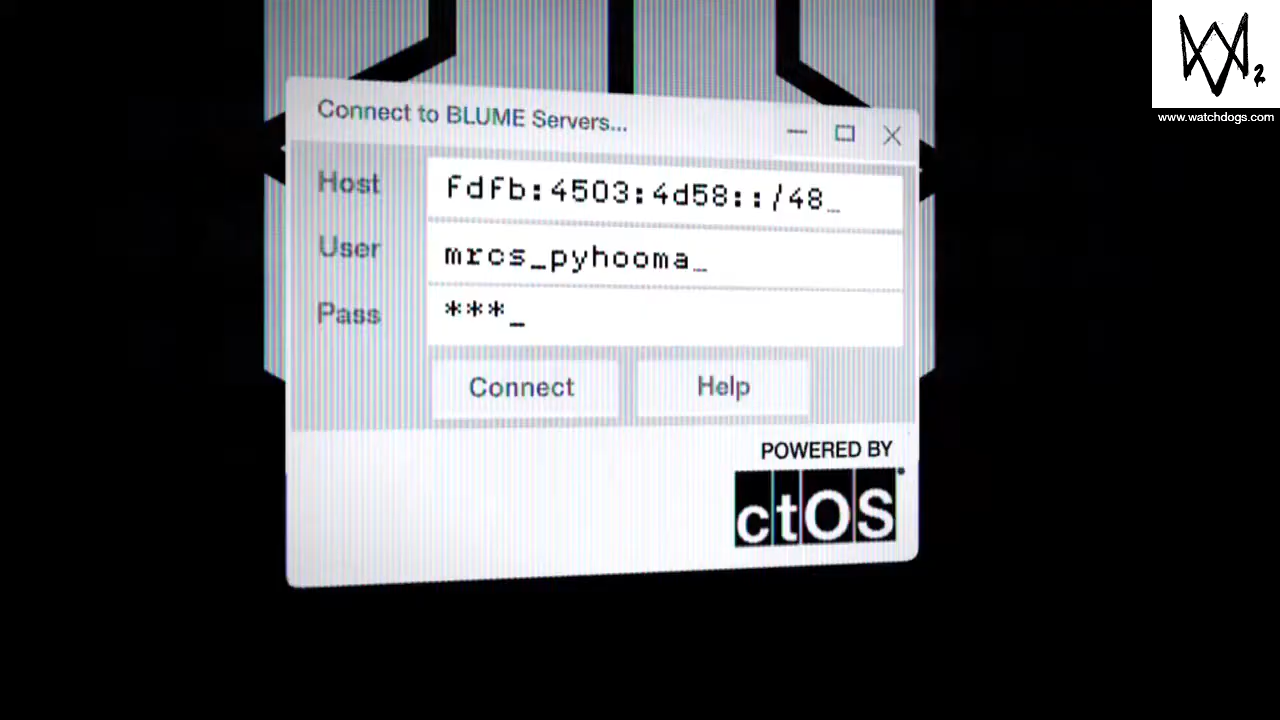 2
www.watchdogs.com
Connect to BLUME Servers...
Host
fdfb:4503:4d58::/48_
User
mrcs_pyhooma_
Pass
***_
Connect
Help
POWERED BY
ctOS